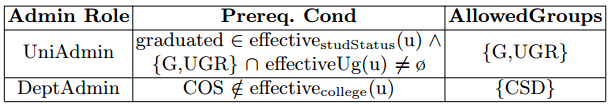 Admin Role Prereq. Cond AllowedGroups
UniAdmin graduated ∈ effective_studStatus(u) ∧ {G,UGR}
{G,UGR} ∩ effectiveUg(u) ≠ ø
DeptAdmin COS ∉ effective_college(u) {CSD}